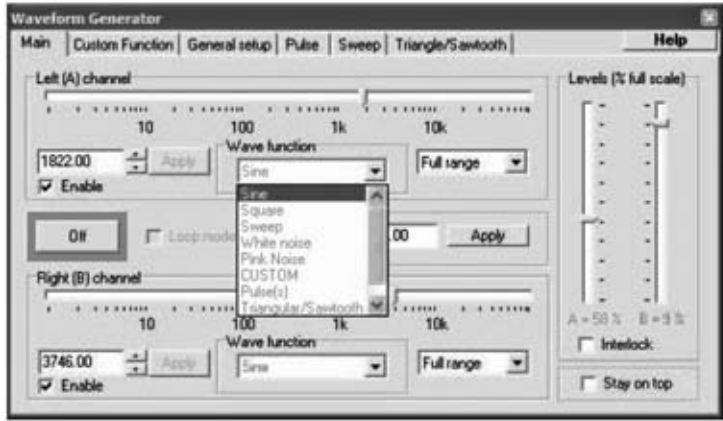 Waveform Generator
Main Custom Function General setup Pulse Sweep Triangle/Sawtooth Help
Left (A) channel
10 100 1k 10k
1822.00 Apply Enable
Wave function
Sine
Full range
Sine
Square
Sweep
White noise
Pink Noise
CUSTOM
Pulse(s)
Triangular/Sawtooth
Off Loop mode .00 Apply
Right (B) channel
10 100 1k 10k
3746.00 Apply Enable
Wave function
Sine
Full range
Levels (% full scale)
A = 58 % B = 9 %
Interlock
Stay on top